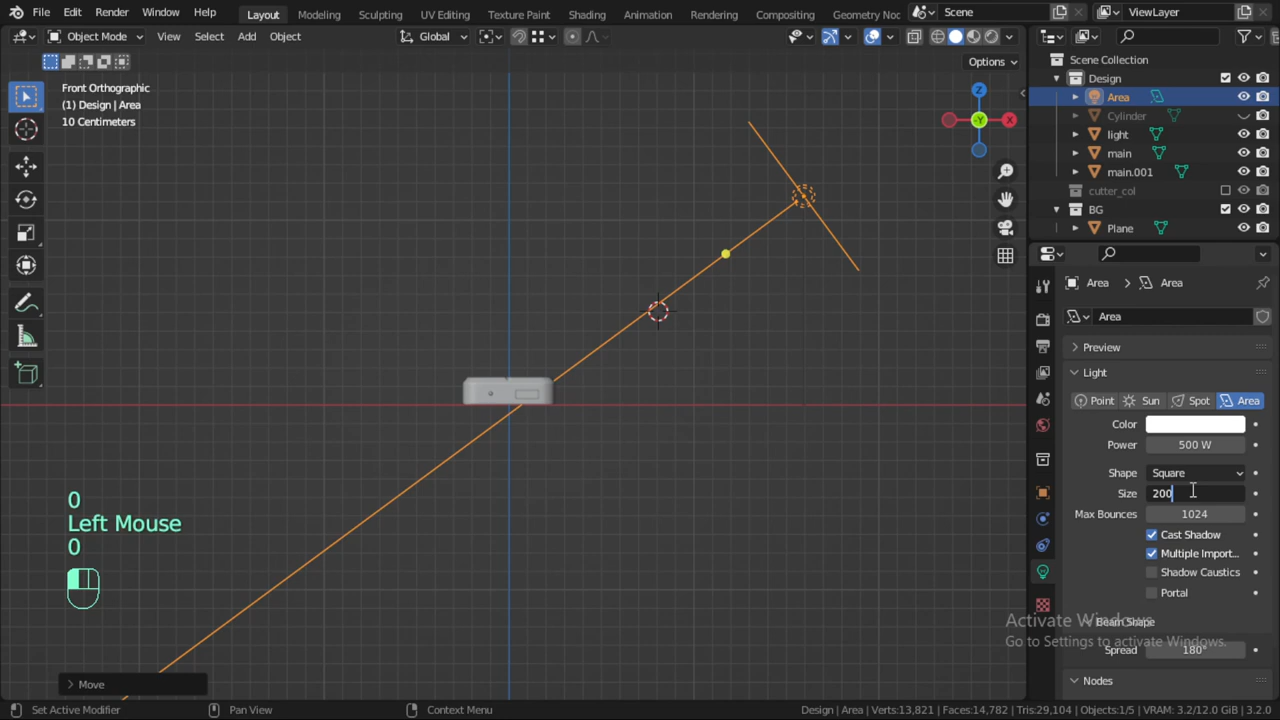 File Edit Render Window Help Layout Modeling Sculpting UV Editing Texture Paint Shading Animation Rendering Compositing Geometry Noc Scene ViewLayer
Object Mode View Select Add Object Global
Options
Front Orthographic
(1) Design | Area
10 Centimeters
Z
X
-Y
Scene Collection
Design
Area
Cylinder
light
main
main.001
cutter_col
BG
Plane
Area > Area
Area
Preview
Light
Point Sun Spot Area
Color
Power 500 W
Shape Square
Size 200
Max Bounces 1024
Cast Shadow
Multiple Import...
Shadow Caustics
Portal
Beam Shape
Spread 180°
Nodes
Activate Windows
Go to Settings to activate Windows.
0
Left Mouse
0
Move
Set Active Modifier Pan View Context Menu Design | Area | Verts:13,821 | Faces:14,782 | Tris:29,104 | Objects:1/5 | VRAM: 3.2/12.0 GiB | 3.2.0